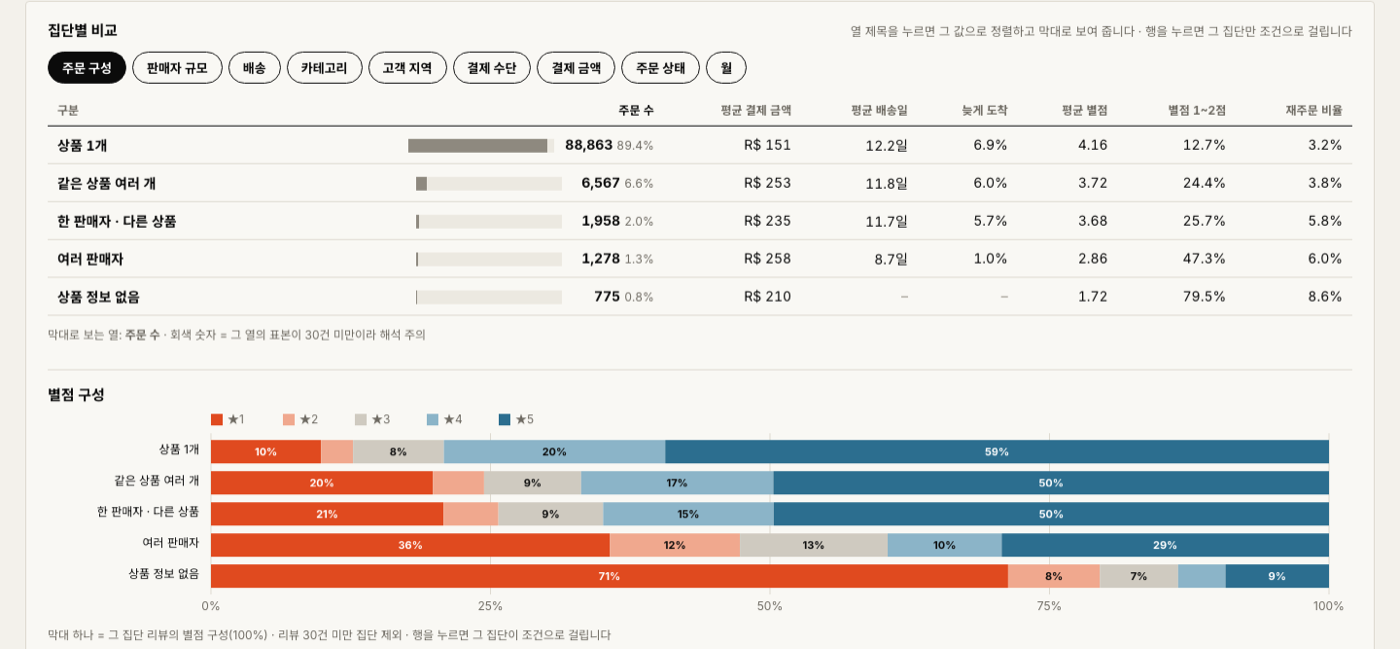 집단별 비교
열 제목을 누르면 그 값으로 정렬하고 막대로 보여 줍니다 · 행을 누르면 그 집단만 조건으로 걸립니다
주문 구성 판매자 규모 배송 카테고리 고객 지역 결제 수단 결제 금액 주문 상태 월
구분 주문 수 평균 결제 금액 평균 배송일 늦게 도착 평균 별점 별점 1~2점 재주문 비율
상품 1개 88,863 89.4% R$ 151 12.2일 6.9% 4.16 12.7% 3.2%
같은 상품 여러 개 6,567 6.6% R$ 253 11.8일 6.0% 3.72 24.4% 3.8%
한 판매자 · 다른 상품 1,958 2.0% R$ 235 11.7일 5.7% 3.68 25.7% 5.8%
여러 판매자 1,278 1.3% R$ 258 8.7일 1.0% 2.86 47.3% 6.0%
상품 정보 없음 775 0.8% R$ 210 – – 1.72 79.5% 8.6%
막대로 보는 열: 주문 수 · 회색 숫자 = 그 열의 표본이 30건 미만이라 해석 주의
별점 구성
★1 ★2 ★3 ★4 ★5
상품 1개 10% 8% 20% 59%
같은 상품 여러 개 20% 9% 17% 50%
한 판매자 · 다른 상품 21% 9% 15% 50%
여러 판매자 36% 12% 13% 10% 29%
상품 정보 없음 71% 8% 7% 9%
0% 25% 50% 75% 100%
막대 하나 = 그 집단 리뷰의 별점 구성(100%) · 리뷰 30건 미만 집단 제외 · 행을 누르면 그 집단이 조건으로 걸립니다